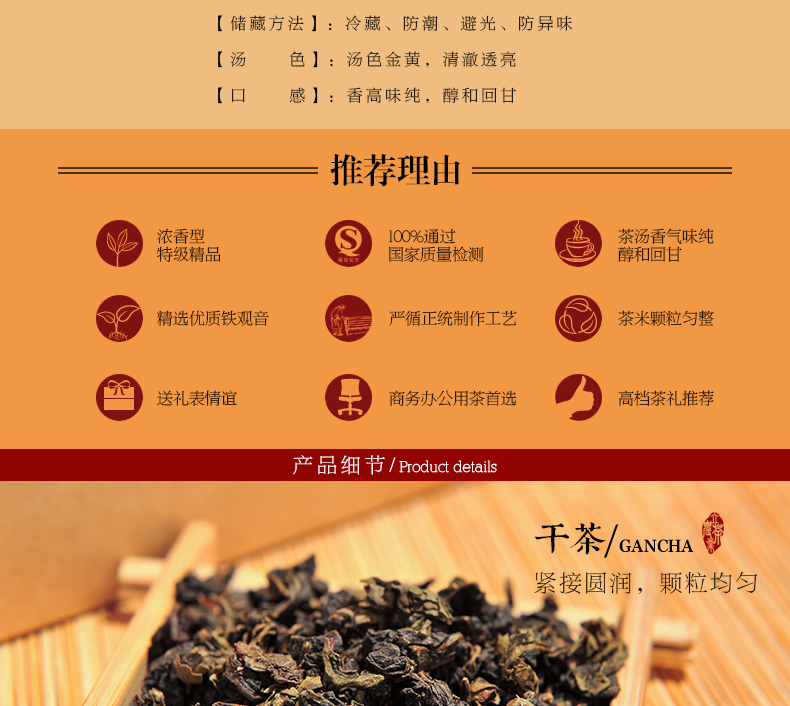 【储藏方法】：冷藏、防潮、避光、防异味
【汤　　色】：汤色金黄，清澈透亮
【口　　感】：香高味纯，醇和回甘
推荐理由
浓香型
特级精品
100%通过
国家质量检测
茶汤香气味纯
醇和回甘
精选优质铁观音
严循正统制作工艺
茶米颗粒匀整
送礼表情谊
商务办公用茶首选
高档茶礼推荐
产品细节/Product details
干茶/GANCHA
紧接圆润，颗粒均匀